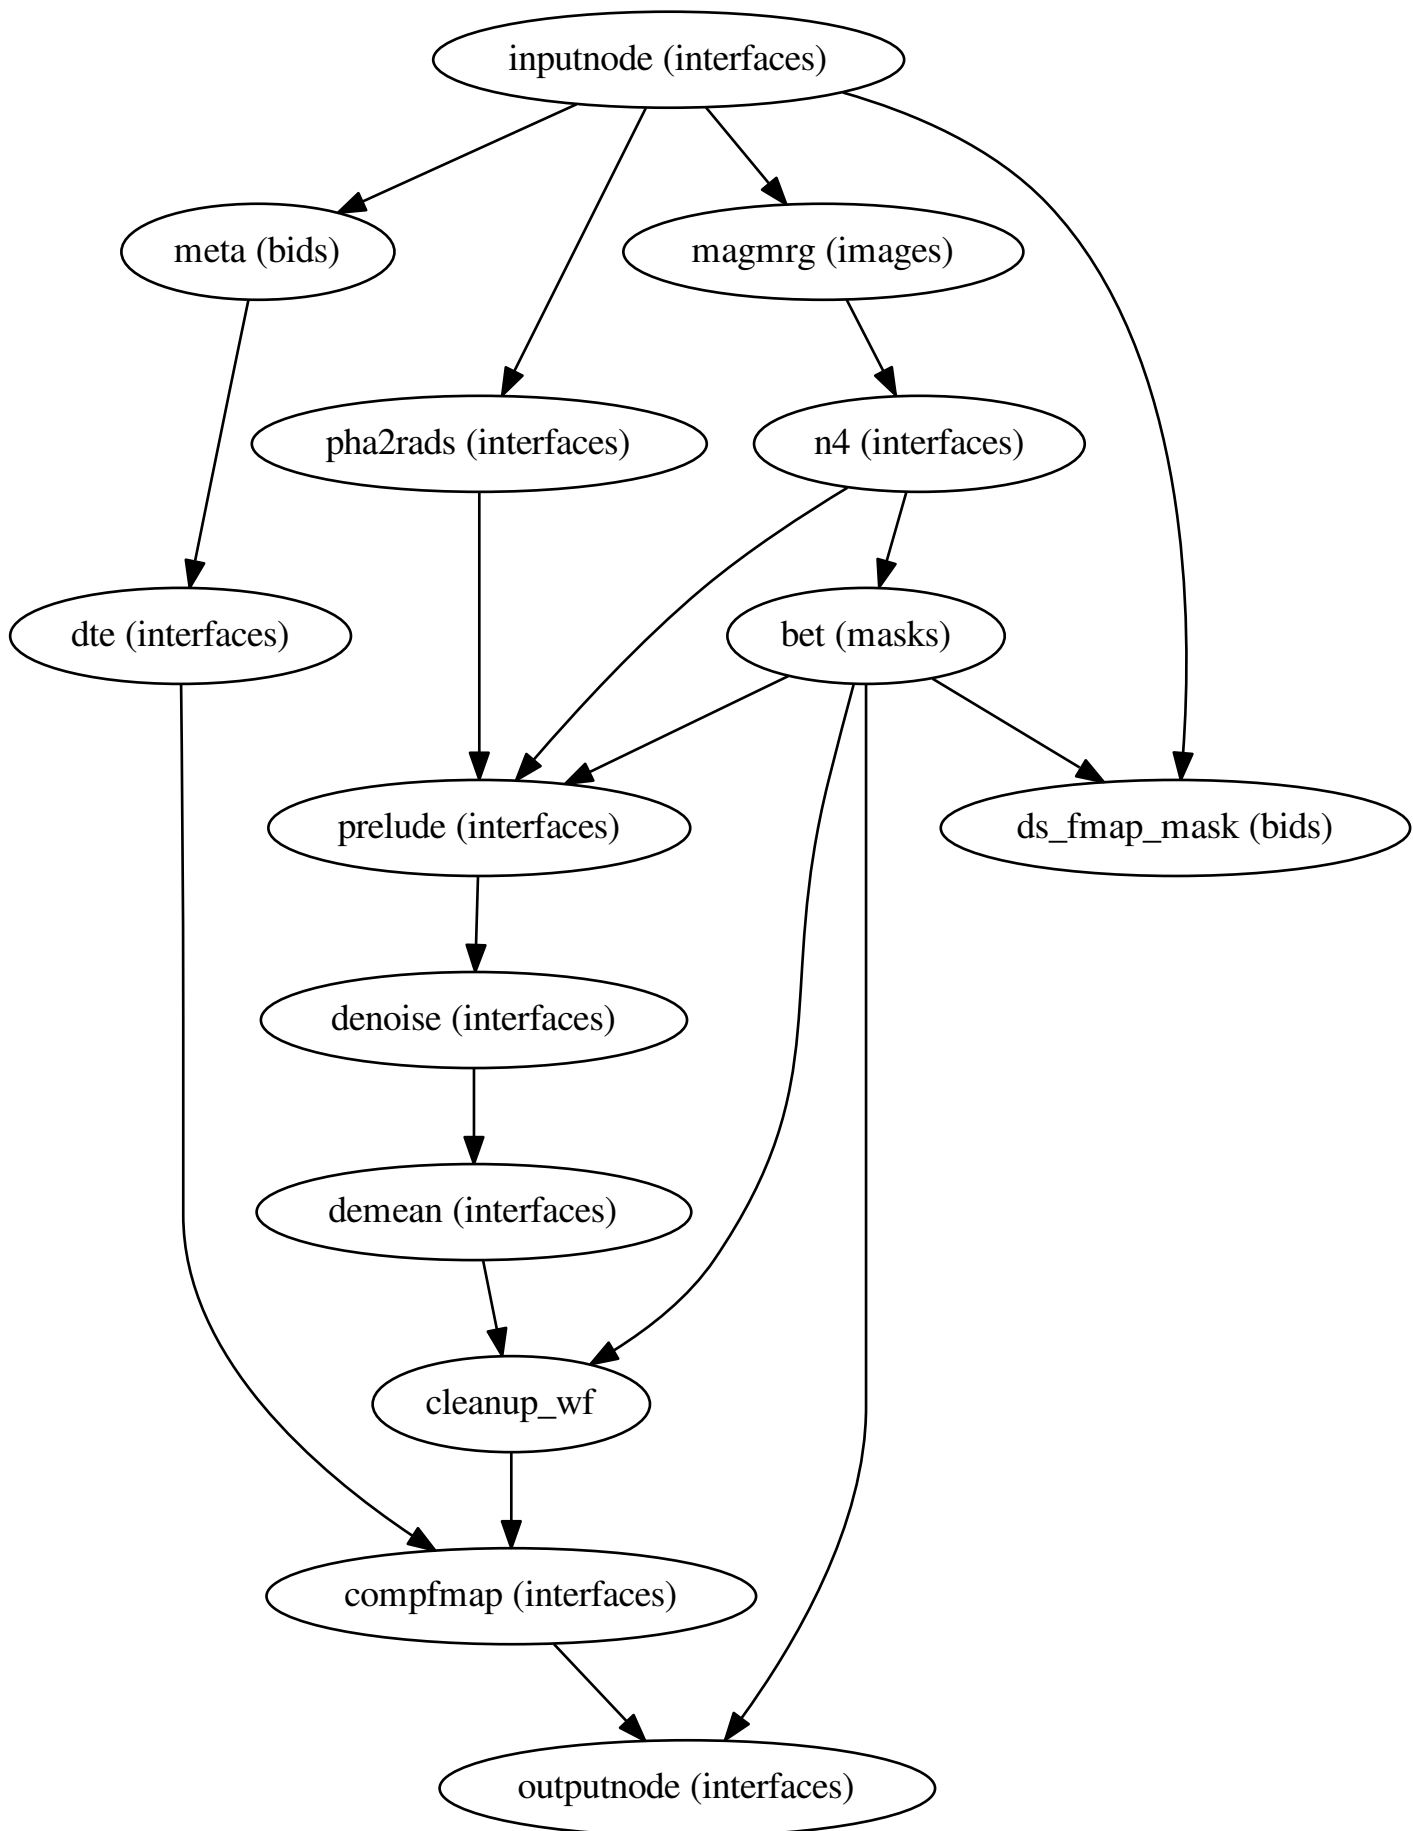 inputnode (interfaces)
meta (bids)
magmrg (images)
pha2rads (interfaces)
n4 (interfaces)
dte (interfaces)
bet (masks)
prelude (interfaces)
ds_fmap_mask (bids)
denoise (interfaces)
demean (interfaces)
cleanup_wf
compfmap (interfaces)
outputnode (interfaces)